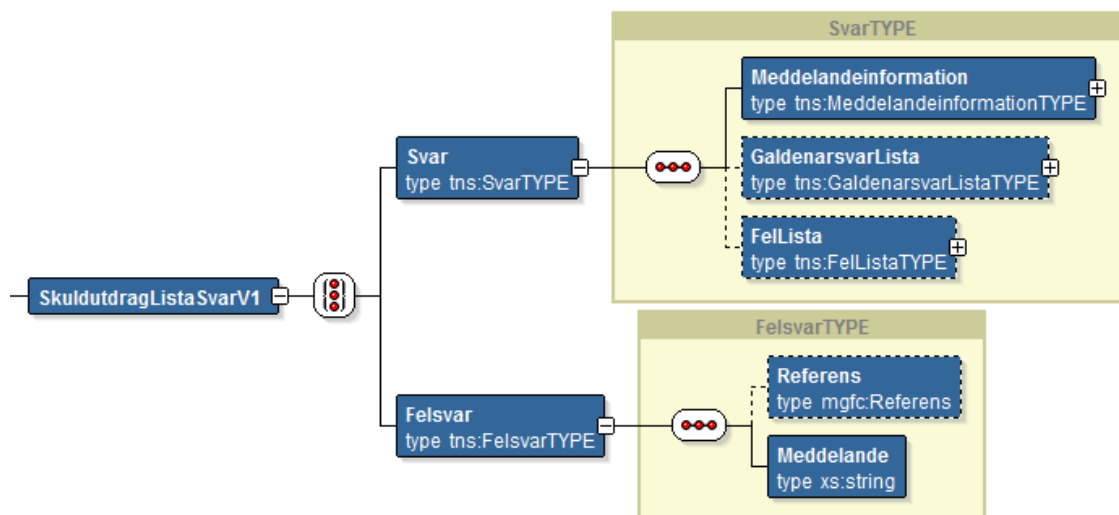 SvarTYPE
Meddelandeinformation
type tns:MeddelandeinformationTYPE
Svar
type tns:SvarTYPE
GaldenarsvarLista
type tns:GaldenarsvarListaTYPE
FelLista
type tns:FelListaTYPE
SkuldutdragListaSvarV1
FelsvarTYPE
Referens
type mgfc:Referens
Felsvar
type tns:FelsvarTYPE
Meddelande
type xs:string